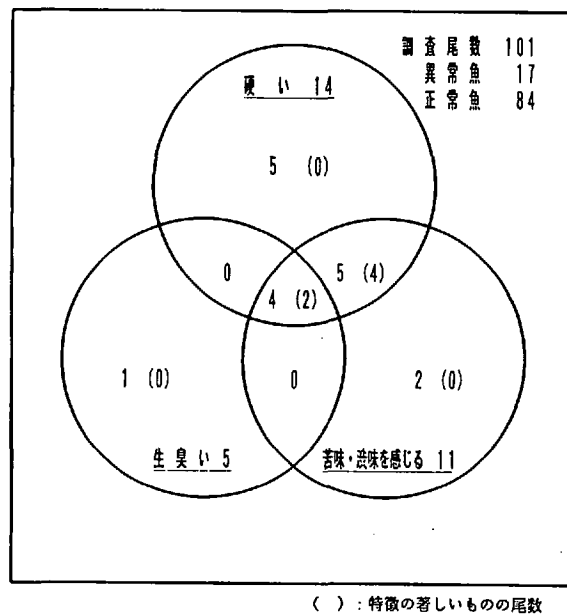 調査尾数 101
異常魚 17
正常魚 84
硬い 14
5 (0)
0
5 (4)
4 (2)
1 (0)
0
2 (0)
生臭い 5
苦味・渋味を感じる 11
( ) : 特徴の著しいものの尾数